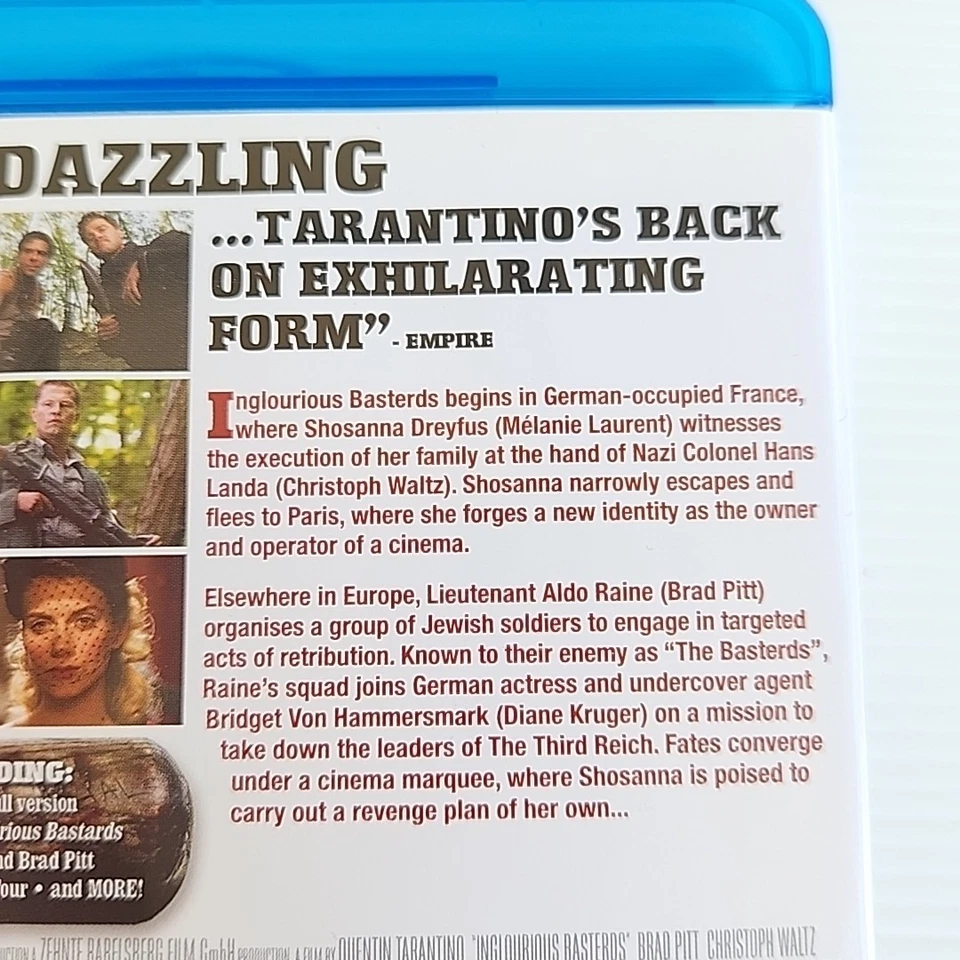 DAZZLING
...TARANTINO'S BACK
ON EXHILARATING
FORM" - EMPIRE
Inglourious Basterds begins in German-occupied France,
where Shosanna Dreyfus (Mélanie Laurent) witnesses
the execution of her family at the hand of Nazi Colonel Hans
Landa (Christoph Waltz). Shosanna narrowly escapes and
flees to Paris, where she forges a new identity as the owner
and operator of a cinema.
Elsewhere in Europe, Lieutenant Aldo Raine (Brad Pitt)
organises a group of Jewish soldiers to engage in targeted
acts of retribution. Known to their enemy as "The Basterds",
Raine's squad joins German actress and undercover agent
Bridget Von Hammersmark (Diane Kruger) on a mission to
take down the leaders of The Third Reich. Fates converge
under a cinema marquee, where Shosanna is poised to
carry out a revenge plan of her own...
DING:
ll version
rious Bastards
nd Brad Pitt
our • and MORE!
UCTION A ZEHNTE BABELSBERG FILM GmbH PRODUCTION A FILM BY QUENTIN TARANTINO "INGLOURIOUS BASTERDS" BRAD PITT CHRISTOPH WALTZ